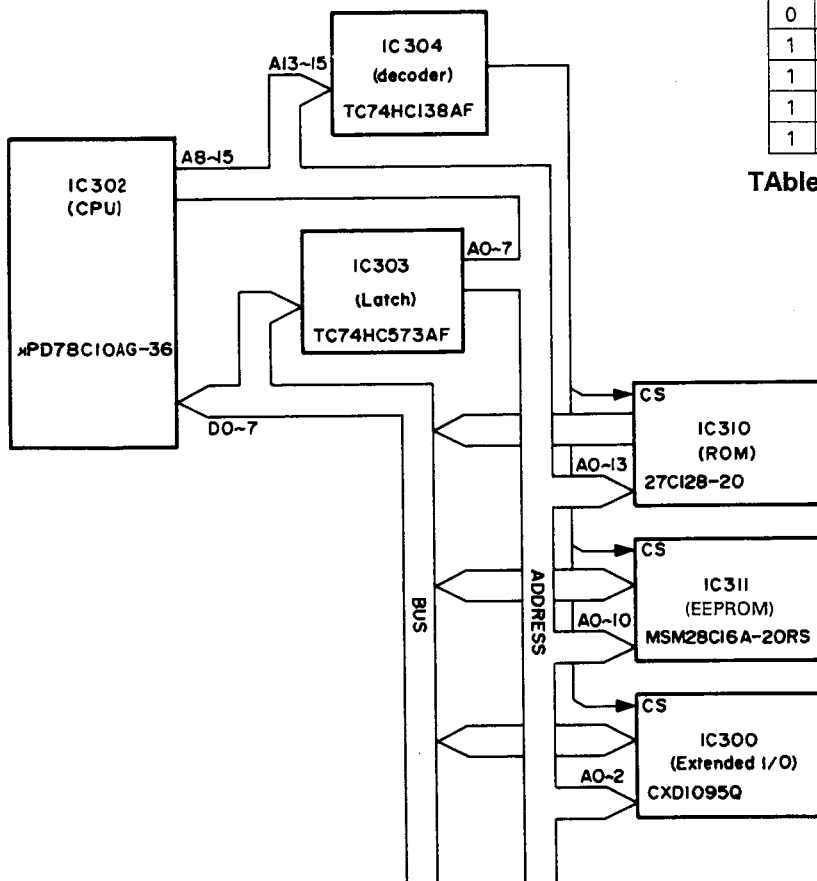 0
1
1
1
1
TAble
IC304
(decoder)
TC74HC138AF
A13~15
A8~15
IC302
(CPU)
μPD78C10AG-36
A0~7
IC303
(Latch)
TC74HC573AF
D0~7
CS
IC310
(ROM)
27C128-20
A0~13
CS
IC311
(EEPROM)
MSM28C16A-20RS
A0~10
BUS
ADDRESS
CS
IC300
(Extended I/O)
CXD1095Q
A0~2